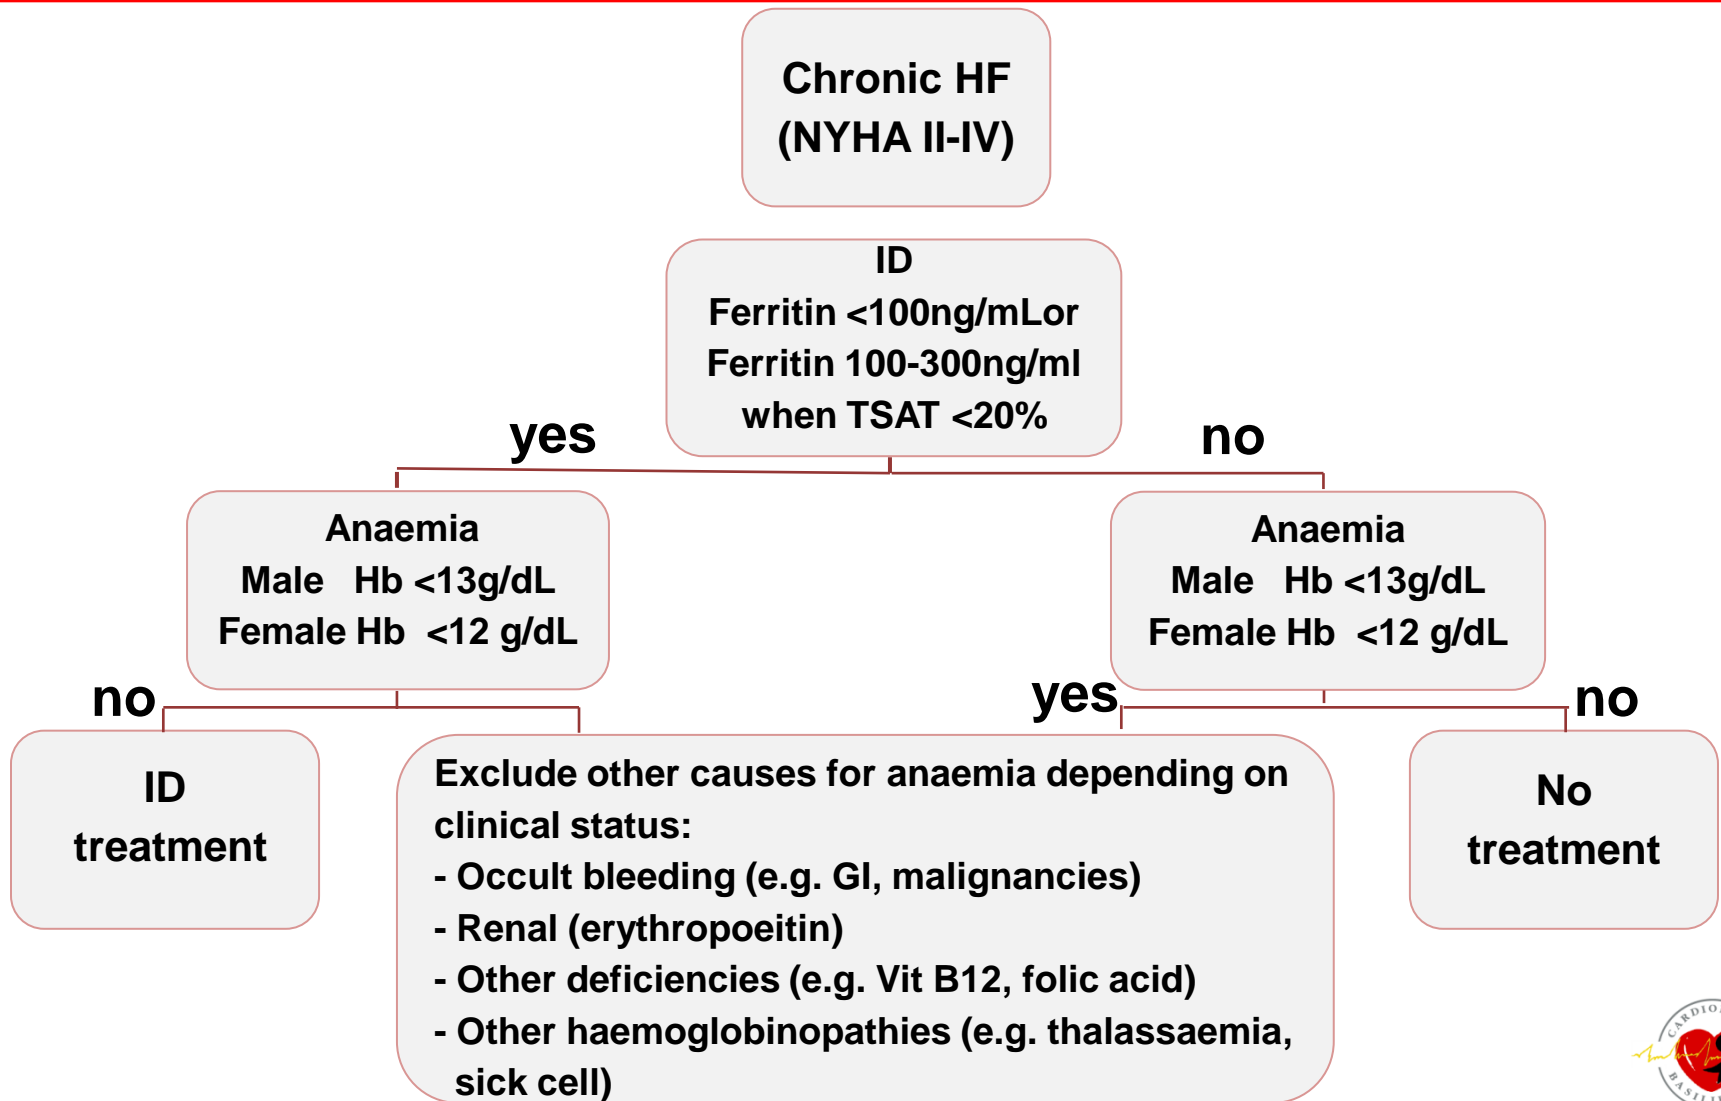 Chronic HF
(NYHA II-IV)
ID
Ferritin <100ng/mLor
Ferritin 100-300ng/ml
when TSAT <20%
yes
no
Anaemia
Male Hb <13g/dL
Female Hb <12 g/dL
Anaemia
Male Hb <13g/dL
Female Hb <12 g/dL
no
yes
no
ID
treatment
Exclude other causes for anaemia depending on
clinical status:
- Occult bleeding (e.g. GI, malignancies)
- Renal (erythropoeitin)
- Other deficiencies (e.g. Vit B12, folic acid)
- Other haemoglobinopathies (e.g. thalassaemia,
sick cell)
No
treatment